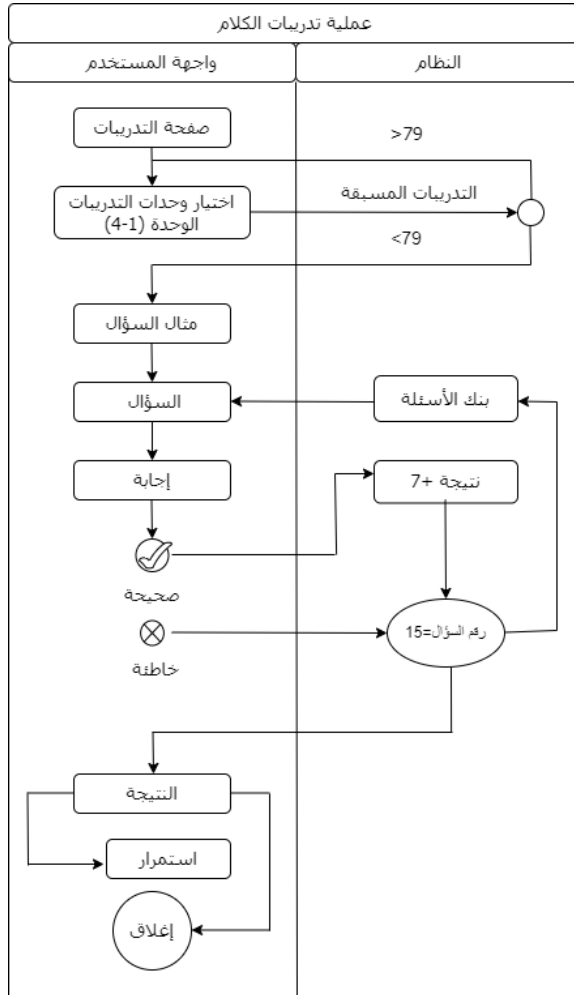 عملية تدريبات الكلام
واجهة المستخدم
النظام
صفحة التدريبات
>79
اختيار وحدات التدريبات
الوحدة (1-4)
التدريبات المسبقة
<79
مثال السؤال
السؤال
بنك الأسئلة
إجابة
نتيجة +7
صحيحة
رقم السؤال=15
خاطئة
النتيجة
استمرار
إغلاق